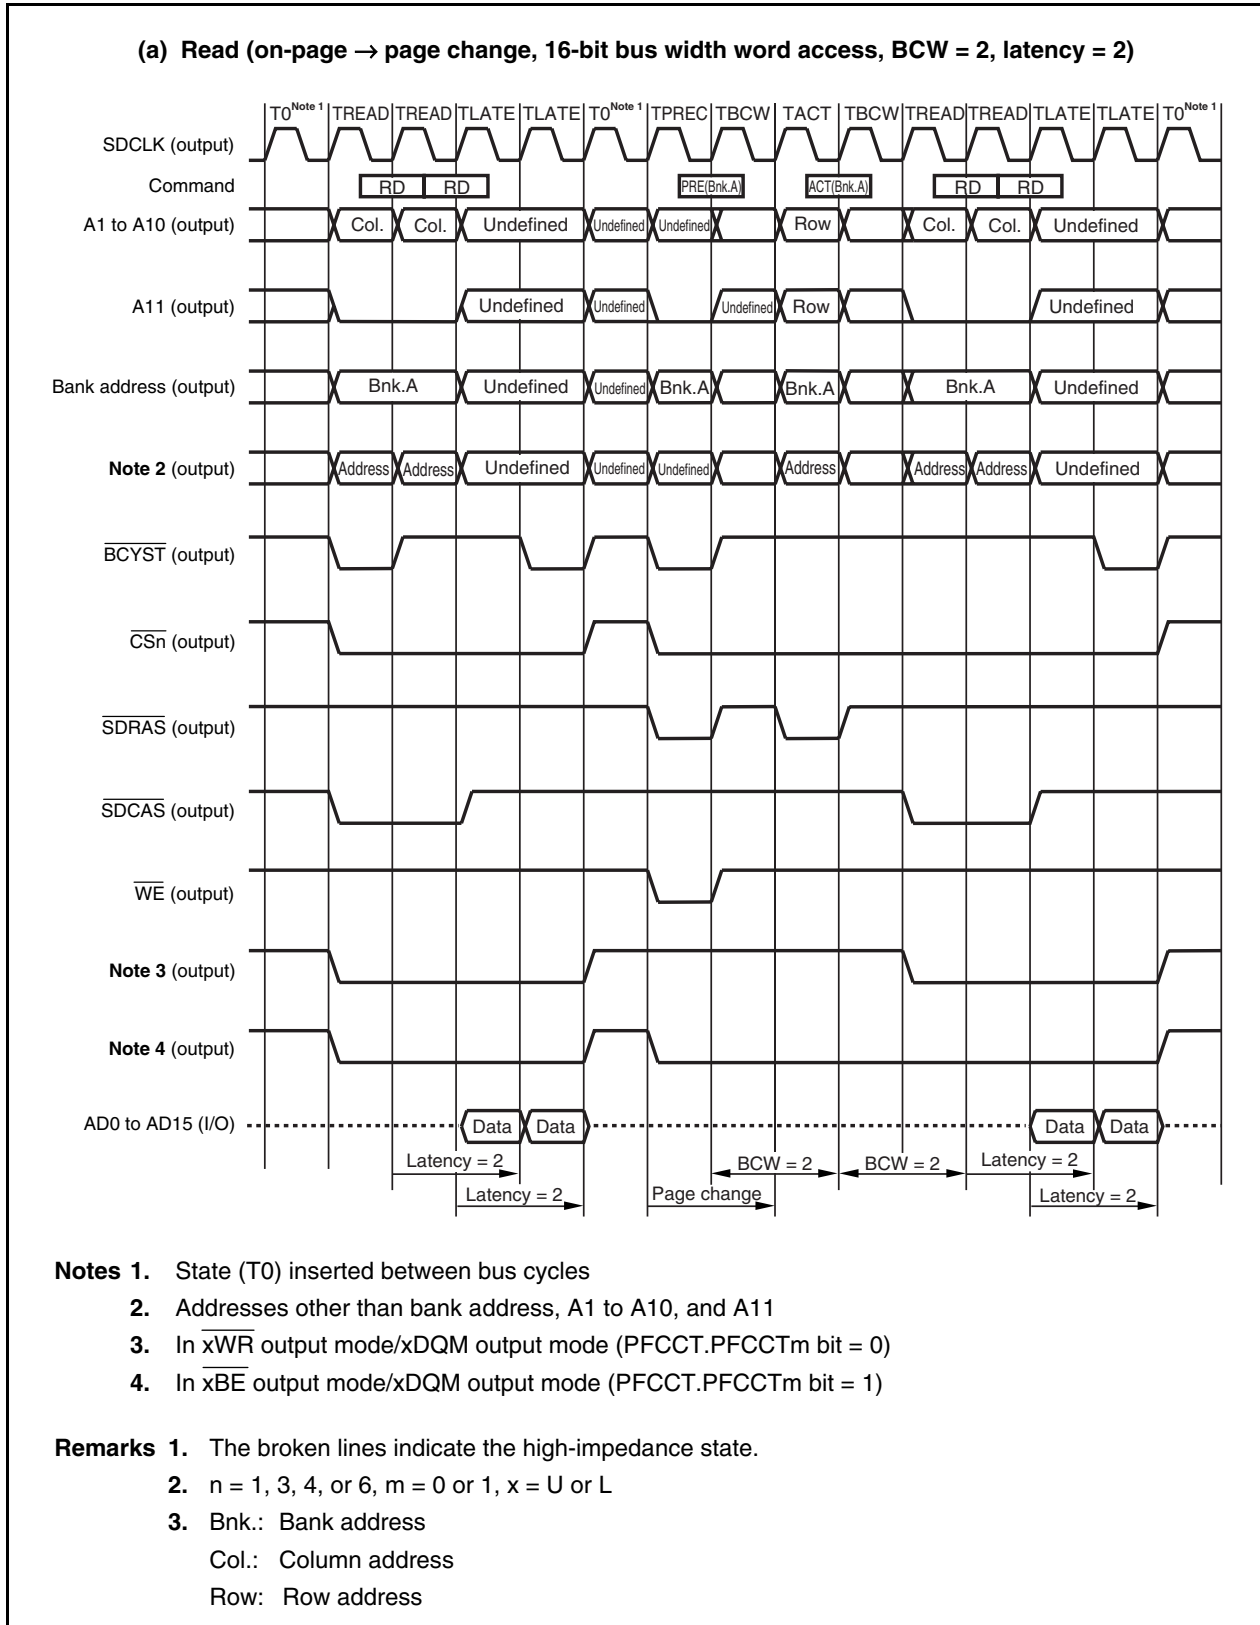 (a) Read (on-page → page change, 16-bit bus width word access, BCW = 2, latency = 2)
T0 Note 1 TREAD TREAD TLATE TLATE T0 Note 1 TPREC TBCW TACT TBCW TREAD TREAD TLATE TLATE T0 Note 1
SDCLK (output)
Command RD RD PRE(Bnk.A) ACT(Bnk.A) RD RD
A1 to A10 (output) Col. Col. Undefined Undefined Undefined Row Col. Col. Undefined
A11 (output) Undefined Undefined Undefined Row Undefined
Bank address (output) Bnk.A Undefined Undefined Bnk.A Bnk.A Bnk.A Undefined
Note 2 (output) Address Address Undefined Undefined Undefined Address Address Address Undefined
BCYST (output)
CSn (output)
SDRAS (output)
SDCAS (output)
WE (output)
Note 3 (output)
Note 4 (output)
AD0 to AD15 (I/O) Data Data Data Data
Latency = 2 BCW = 2 BCW = 2 Latency = 2
Latency = 2 Page change Latency = 2
Notes 1. State (T0) inserted between bus cycles
2. Addresses other than bank address, A1 to A10, and A11
3. In xWR output mode/xDQM output mode (PFCCT.PFCCTm bit = 0)
4. In xBE output mode/xDQM output mode (PFCCT.PFCCTm bit = 1)
Remarks 1. The broken lines indicate the high-impedance state.
2. n = 1, 3, 4, or 6, m = 0 or 1, x = U or L
3. Bnk.: Bank address
Col.: Column address
Row: Row address